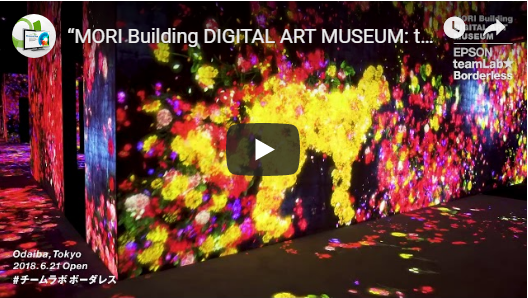 “MORI Building DIGITAL ART MUSEUM: t...
MORI Building
DIGITAL ART
MUSEUM
EPSON
teamLab★
Borderless
Odaiba,Tokyo
2018.6.21 Open
#チームラボボーダレス